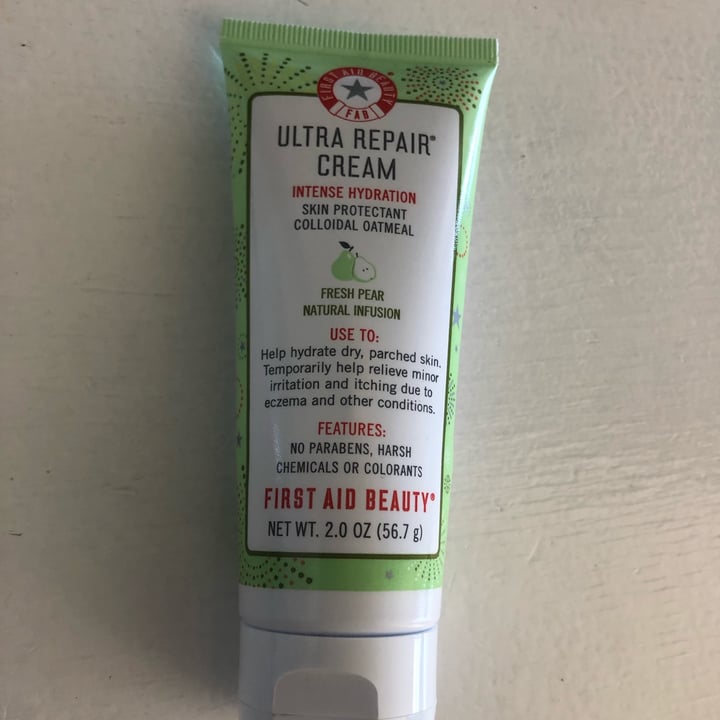 FIRST AID BEAUTY
FAB
ULTRA REPAIR®
CREAM
INTENSE HYDRATION
SKIN PROTECTANT
COLLOIDAL OATMEAL
FRESH PEAR
NATURAL INFUSION
USE TO:
Help hydrate dry, parched skin.
Temporarily help relieve minor
irritation and itching due to
eczema and other conditions.
FEATURES:
NO PARABENS, HARSH
CHEMICALS OR COLORANTS
FIRST AID BEAUTY®
NET WT. 2.0 OZ (56.7 g)